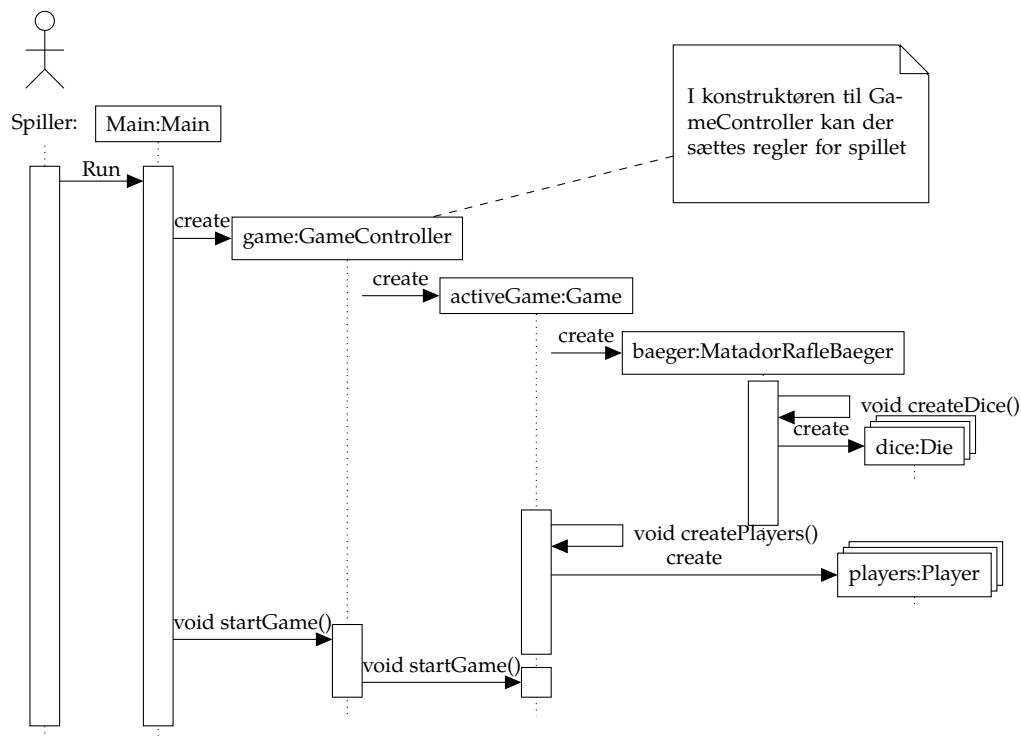 I konstruktøren til Ga-
meController kan der
sættes regler for spillet
Spiller:
Main:Main
Run
create
game:GameController
create
activeGame:Game
create
baeger:MatadorRafleBaeger
void createDice()
create
dice:Die
void createPlayers()
create
players:Player
void startGame()
void startGame()